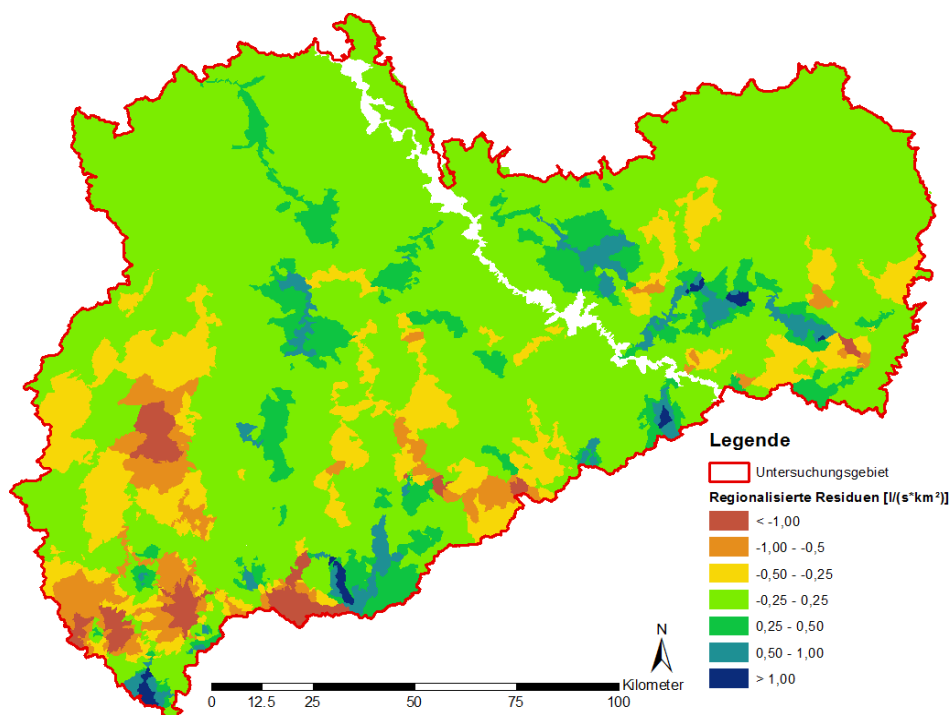 Legende
Untersuchungsgebiet
Regionalisierte Residuen [l/(s*km²)]
< -1,00
-1,00 - -0,5
-0,50 - -0,25
-0,25 - 0,25
0,25 - 0,50
0,50 - 1,00
> 1,00
N
Kilometer
0 12.5 25 50 75 100